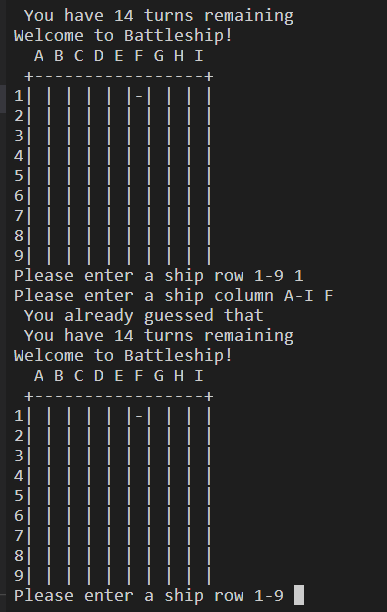 You have 14 turns remaining
Welcome to Battleship!
  A B C D E F G H I
 +-----------------+
1| | | | | |-| | | |
2| | | | | | | | | |
3| | | | | | | | | |
4| | | | | | | | | |
5| | | | | | | | | |
6| | | | | | | | | |
7| | | | | | | | | |
8| | | | | | | | | |
9| | | | | | | | | |
Please enter a ship row 1-9 1
Please enter a ship column A-I F
 You already guessed that
 You have 14 turns remaining
Welcome to Battleship!
  A B C D E F G H I
 +-----------------+
1| | | | | |-| | | |
2| | | | | | | | | |
3| | | | | | | | | |
4| | | | | | | | | |
5| | | | | | | | | |
6| | | | | | | | | |
7| | | | | | | | | |
8| | | | | | | | | |
9| | | | | | | | | |
Please enter a ship row 1-9